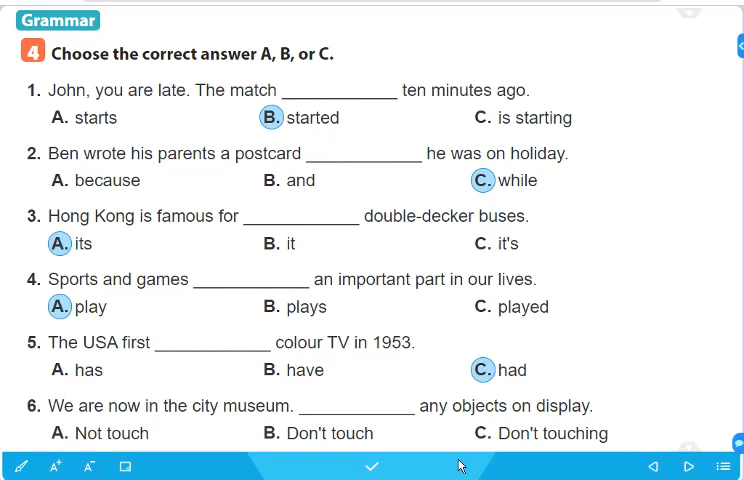 Grammar
4 Choose the correct answer A, B, or C.
1. John, you are late. The match ____________ ten minutes ago.
A. starts B. started C. is starting
2. Ben wrote his parents a postcard ____________ he was on holiday.
A. because B. and C. while
3. Hong Kong is famous for ____________ double-decker buses.
A. its B. it C. it's
4. Sports and games ____________ an important part in our lives.
A. play B. plays C. played
5. The USA first ____________ colour TV in 1953.
A. has B. have C. had
6. We are now in the city museum. ____________ any objects on display.
A. Not touch B. Don't touch C. Don't touching
A+ A-